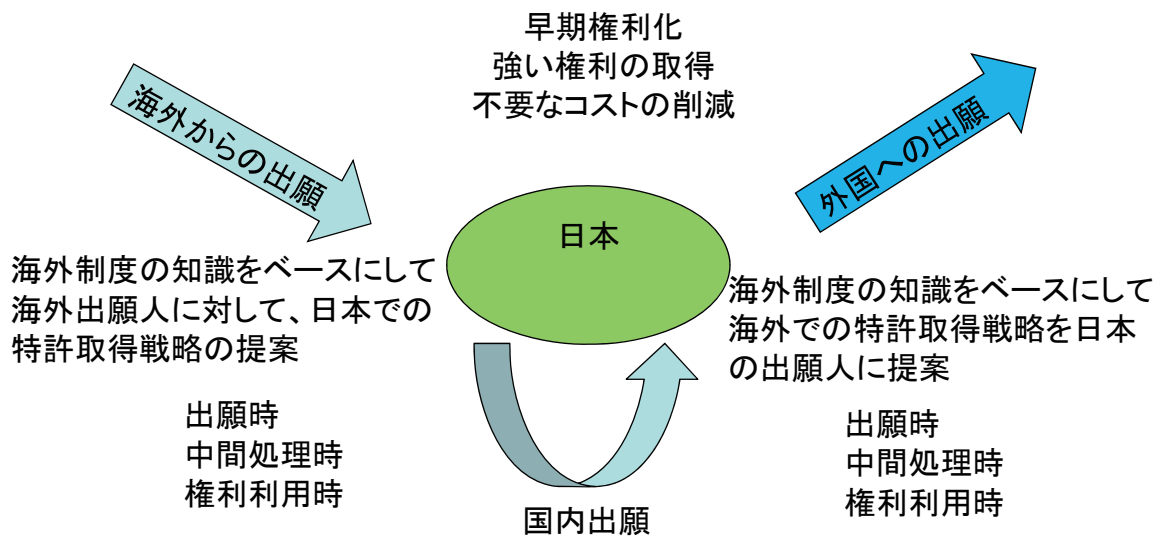 早期権利化
強い権利の取得
不要なコストの削減
海外からの出願
外国への出願
日本
海外制度の知識をベースにして
海外出願人に対して、日本での
特許取得戦略の提案
出願時
中間処理時
権利利用時
海外制度の知識をベースにして
海外での特許取得戦略を日本
の出願人に提案
出願時
中間処理時
権利利用時
国内出願